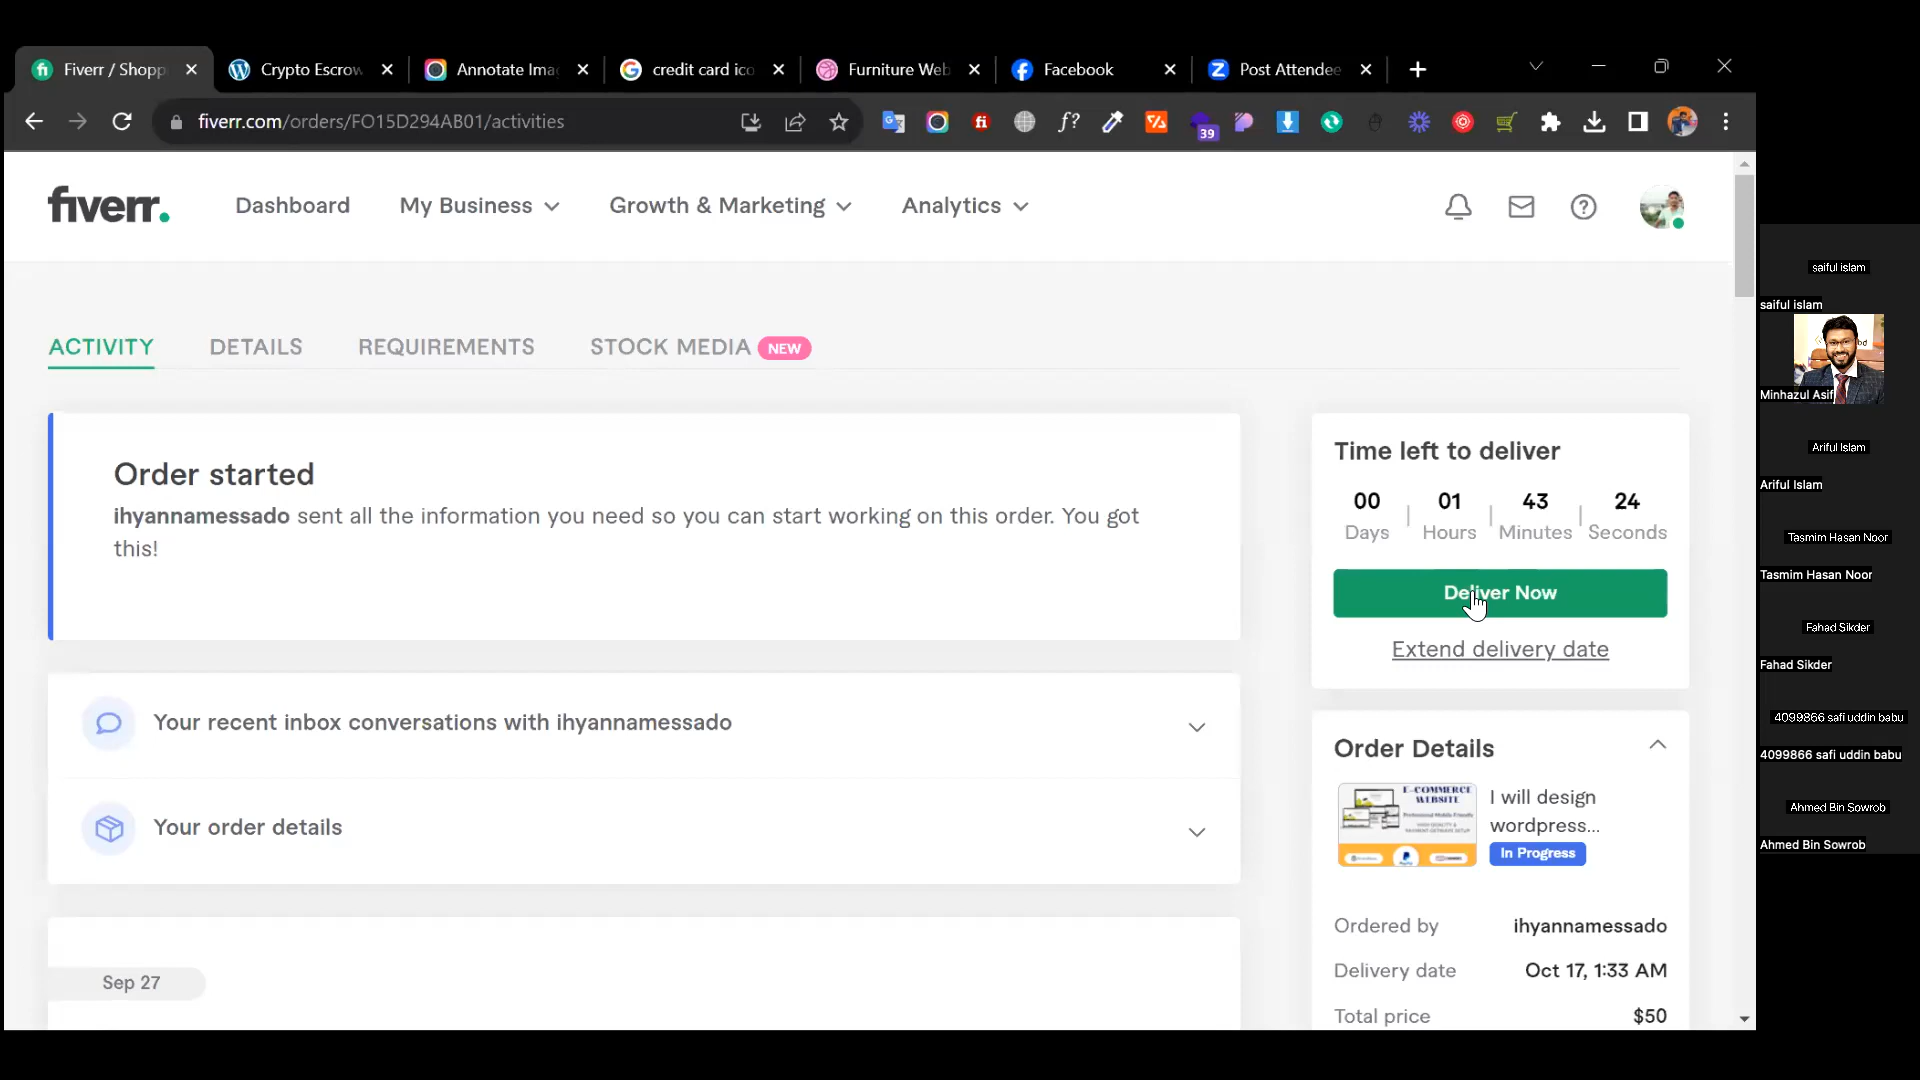 Fiverr / Shopp
Crypto Escrow
Annotate Ima
credit card ico
Furniture Web
Facebook
Post Attendee
fiverr.com/orders/FO15D294AB01/activities
39
fiverr.
Dashboard
My Business
Growth & Marketing
Analytics
ACTIVITY
DETAILS
REQUIREMENTS
STOCK MEDIA NEW
Order started
ihyannamessado sent all the information you need so you can start working on this order. You got
this!
Your recent inbox conversations with ihyannamessado
Your order details
Sep 27
Time left to deliver
00 01 43 24
Days Hours Minutes Seconds
Deliver Now
Extend delivery date
Order Details
E-COMMERCE
WEBSITE
Professional Mobile Friendly
I will design
wordpress...
In Progress
Ordered by ihyannamessado
Delivery date Oct 17, 1:33 AM
Total price $50
saiful islam
saiful islam
Minhazul Asif
Ariful Islam
Ariful Islam
Tasmim Hasan Noor
Tasmim Hasan Noor
Fahad Sikder
Fahad Sikder
4099866 safi uddin babu
4099866 safi uddin babu
Ahmed Bin Sowrob
Ahmed Bin Sowrob